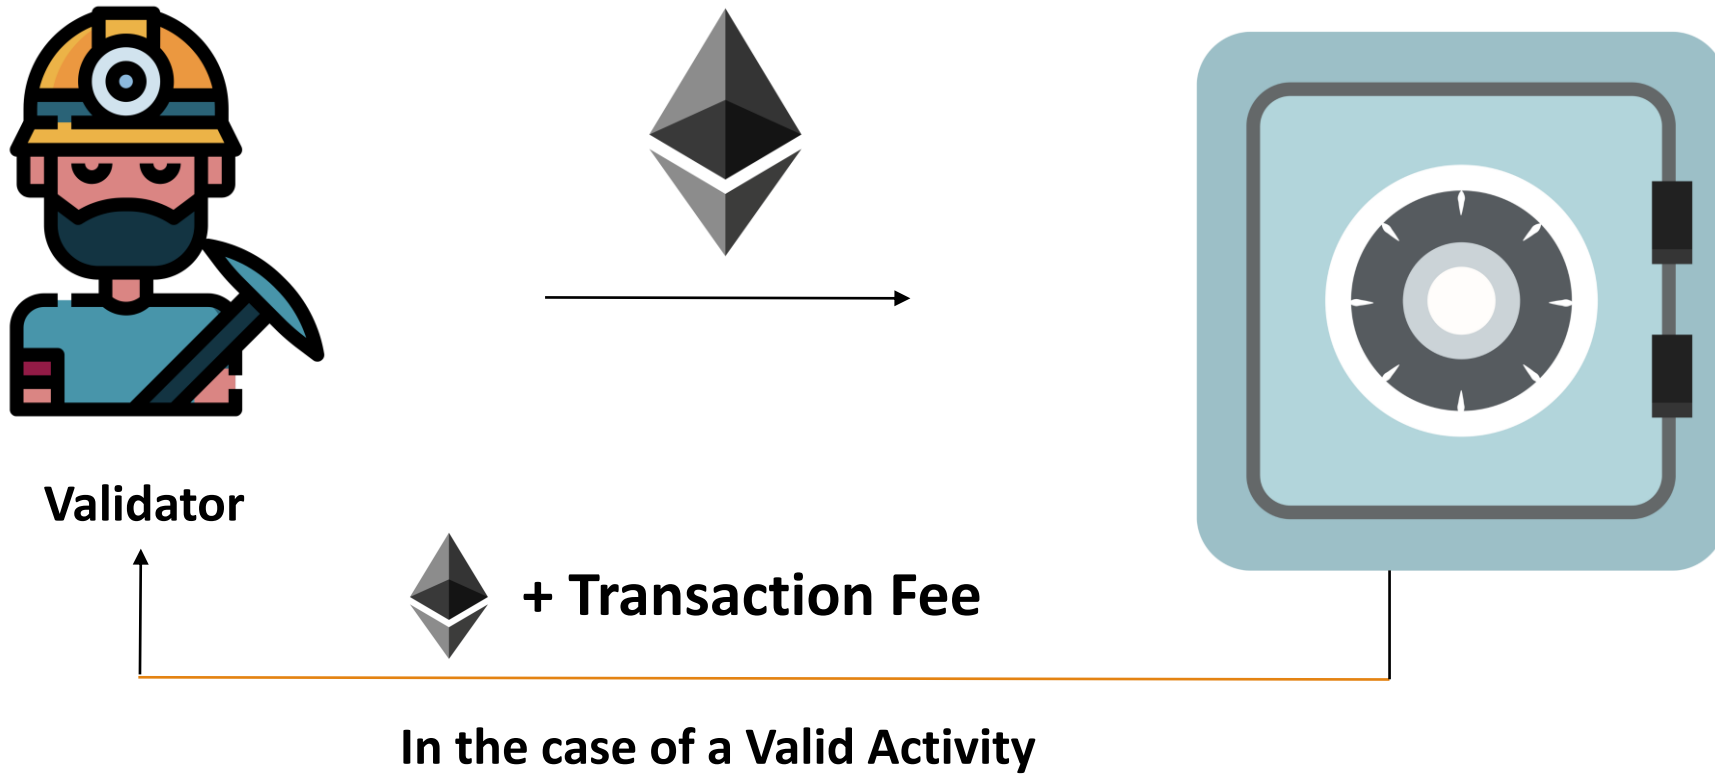 Validator
+ Transaction Fee
In the case of a Valid Activity